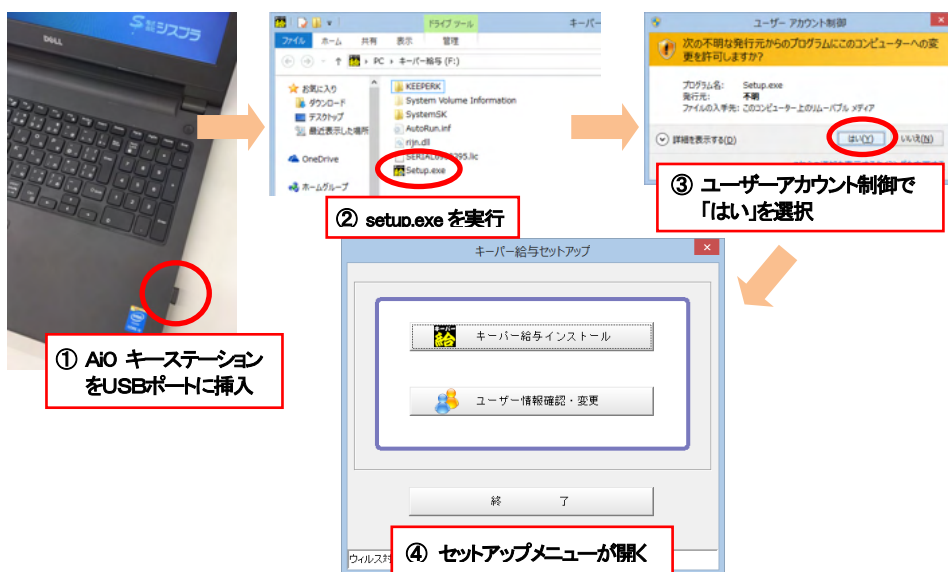 シスプラ
DELL
① AiO キーステーション
をUSBポートに挿入
ドライブ ツール
キーパー
ファイル ホーム 共有 表示 管理
PC キーパー給与 (F:)
お気に入り
ダウンロード
デスクトップ
最近表示した場所
OneDrive
ホームグループ
KEEPERK
System Volume Information
SystemSK
AutoRun.inf
rijn.dll
Setup.exe
② setup.exe を実行
ユーザー アカウント制御
次の不明な発行元からのプログラムにこのコンピューターへの変
更を許可しますか?
プログラム名: Setup.exe
発行元: 不明
ファイルの入手先: このコンピューター上のリムーバブル メディア
詳細を表示する(D)
はい(Y)
いいえ(N)
③ ユーザーアカウント制御で
「はい」を選択
キーパー給与セットアップ
キーパー給与インストール
ユーザー情報確認・変更
終 了
ウィルス対
④ セットアップメニューが開く